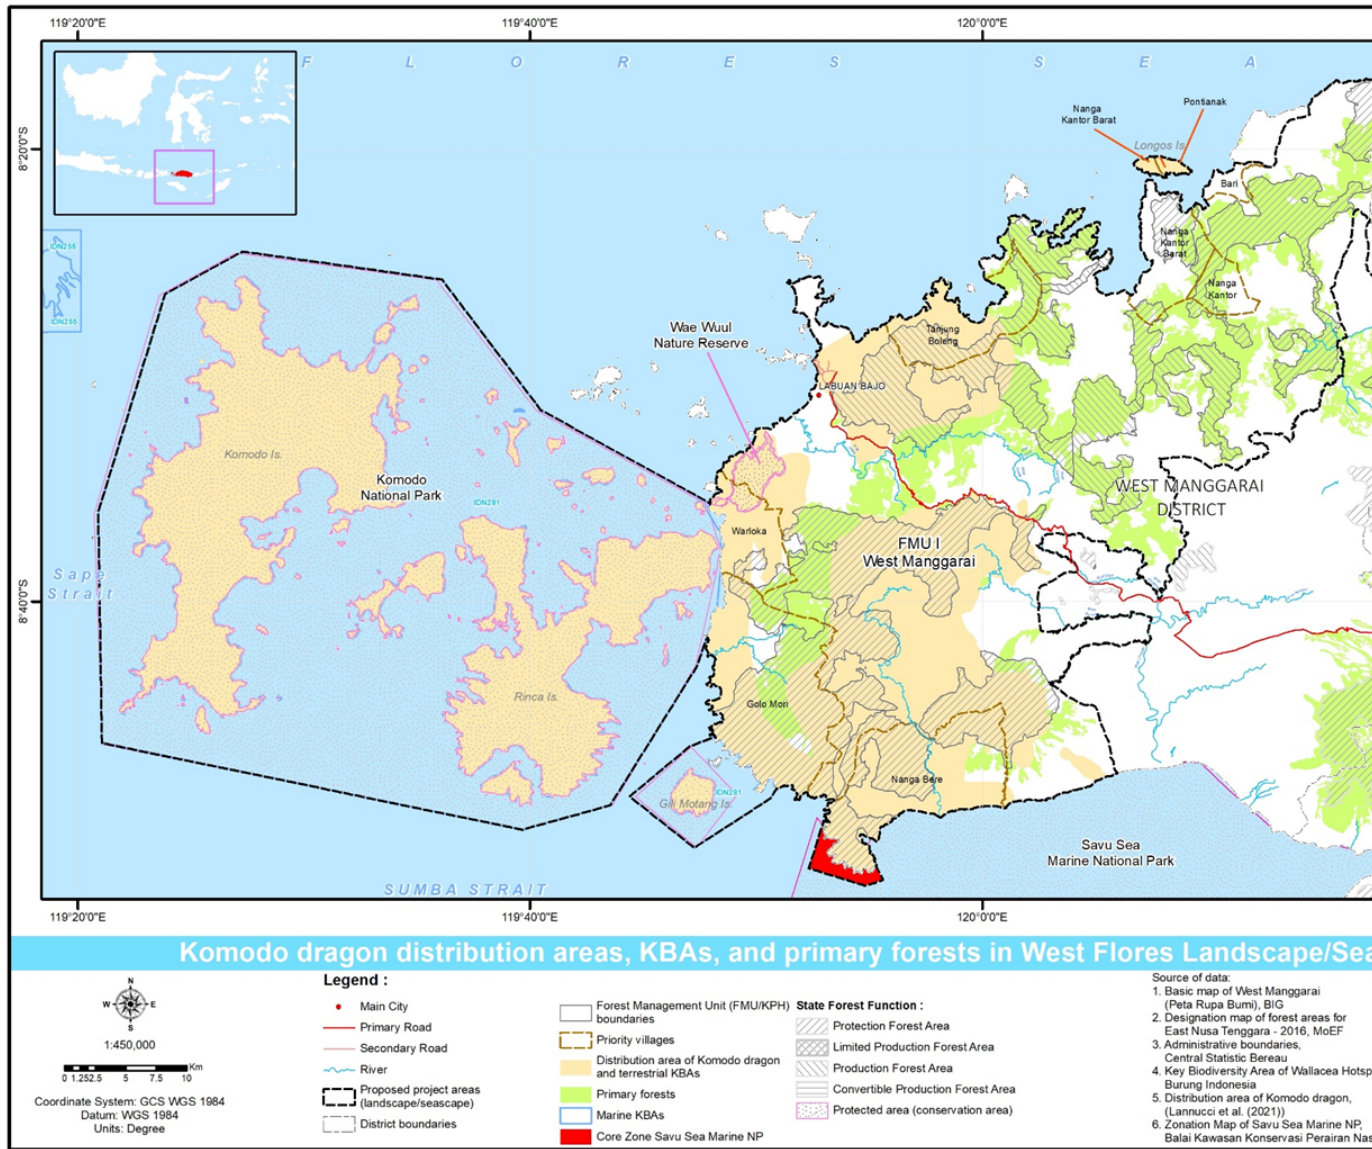 119°20'0"E
119°40'0"E
120°0'0"E
F L O R E S S E A
8°20'0"S
8°20'0"S
8°40'0"S
IDN255
IDN255
Nanga
Kantor Barat
Pontianak
Longos Is.
Bari
Nanga
Kantor
Barat
Nanga
Kantor
Wae Wuul
Nature Reserve
Tanjung
Boleng
LABUAN BAJO
Komodo Is.
Komodo
National Park
IDN281
WEST MANGGARAI
DISTRICT
Warloka
FMU I
West Manggarai
Sape
Strait
Rinca Is.
Golo Mori
Nanga Bere
IDN281
Gili Motang Is.
Savu Sea
Marine National Park
SUMBA STRAIT
119°20'0"E
119°40'0"E
120°0'0"E
Komodo dragon distribution areas, KBAs, and primary forests in West Flores Landscape/Sea
N
W E
S
1:450,000
0 1.252.5 5 7.5 10 Km
Coordinate System: GCS WGS 1984
Datum: WGS 1984
Units: Degree
Legend :
Main City
Primary Road
Secondary Road
River
Proposed project areas
(landscape/seascape)
District boundaries
Forest Management Unit (FMU/KPH)
boundaries
Priority villages
Distribution area of Komodo dragon
and terrestrial KBAs
Primary forests
Marine KBAs
Core Zone Savu Sea Marine NP
State Forest Function :
Protection Forest Area
Limited Production Forest Area
Production Forest Area
Convertible Production Forest Area
Protected area (conservation area)
Source of data:
1. Basic map of West Manggarai
(Peta Rupa Bumi), BIG
2. Designation map of forest areas for
East Nusa Tenggara - 2016, MoEF
3. Administrative boundaries,
Central Statistic Bereau
4. Key Biodiversity Area of Wallacea Hotsp
Burung Indonesia
5. Distribution area of Komodo dragon,
(Lannucci et al. (2021))
6. Zonation Map of Savu Sea Marine NP,
Balai Kawasan Konservasi Perairan Nas